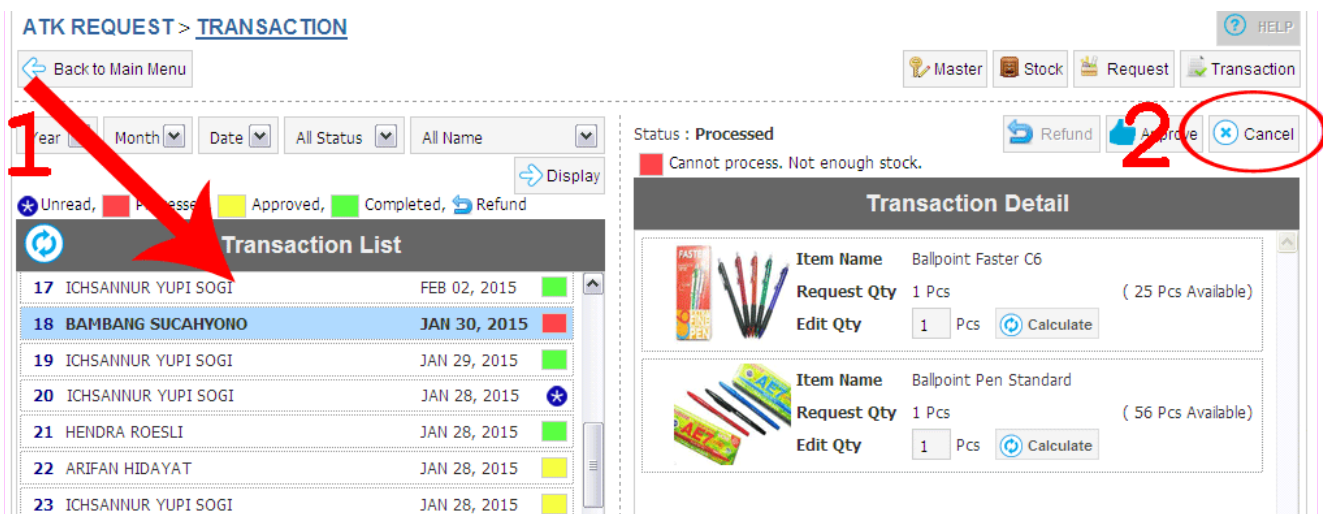 ATK REQUEST > TRANSACTION
HELP
Back to Main Menu
Master Stock Request Transaction
1
Year Month Date All Status All Name
Display
Unread, Processed, Approved, Completed, Refund
Transaction List
17 ICHSANNUR YUPI SOGI FEB 02, 2015
18 BAMBANG SUCAHYONO JAN 30, 2015
19 ICHSANNUR YUPI SOGI JAN 29, 2015
20 ICHSANNUR YUPI SOGI JAN 28, 2015
21 HENDRA ROESLI JAN 28, 2015
22 ARIFAN HIDAYAT JAN 28, 2015
23 ICHSANNUR YUPI SOGI JAN 28, 2015
Status : Processed
Refund Approve Cancel
2
Cannot process. Not enough stock.
Transaction Detail
FASTER
PEN
Item Name Ballpoint Faster C6
Request Qty 1 Pcs ( 25 Pcs Available)
Edit Qty 1 Pcs Calculate
AE7
AE7
Item Name Ballpoint Pen Standard
Request Qty 1 Pcs ( 56 Pcs Available)
Edit Qty 1 Pcs Calculate